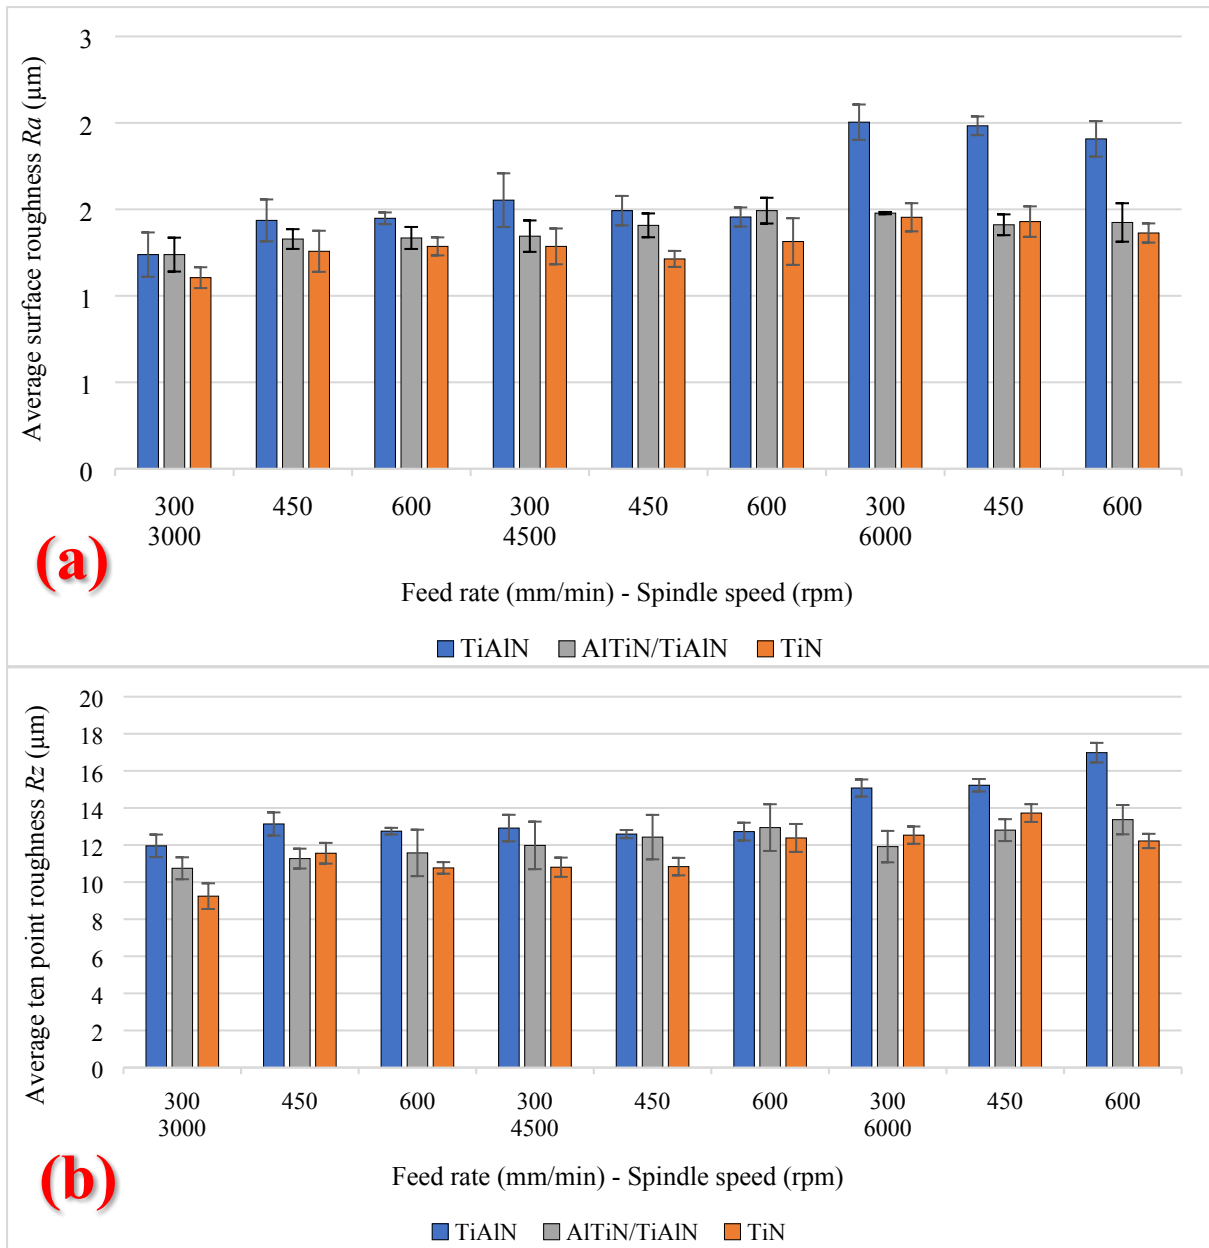 Average surface roughness Ra (μm)
3
2
2
1
1
0
300 450 600 300 450 600 300 450 600
3000 4500 6000
(a)
Feed rate (mm/min) - Spindle speed (rpm)
TiAlN AlTiN/TiAlN TiN
Average ten point roughness Rz (μm)
20
18
16
14
12
10
8
6
4
2
0
300 450 600 300 450 600 300 450 600
3000 4500 6000
(b)
Feed rate (mm/min) - Spindle speed (rpm)
TiAlN AlTiN/TiAlN TiN